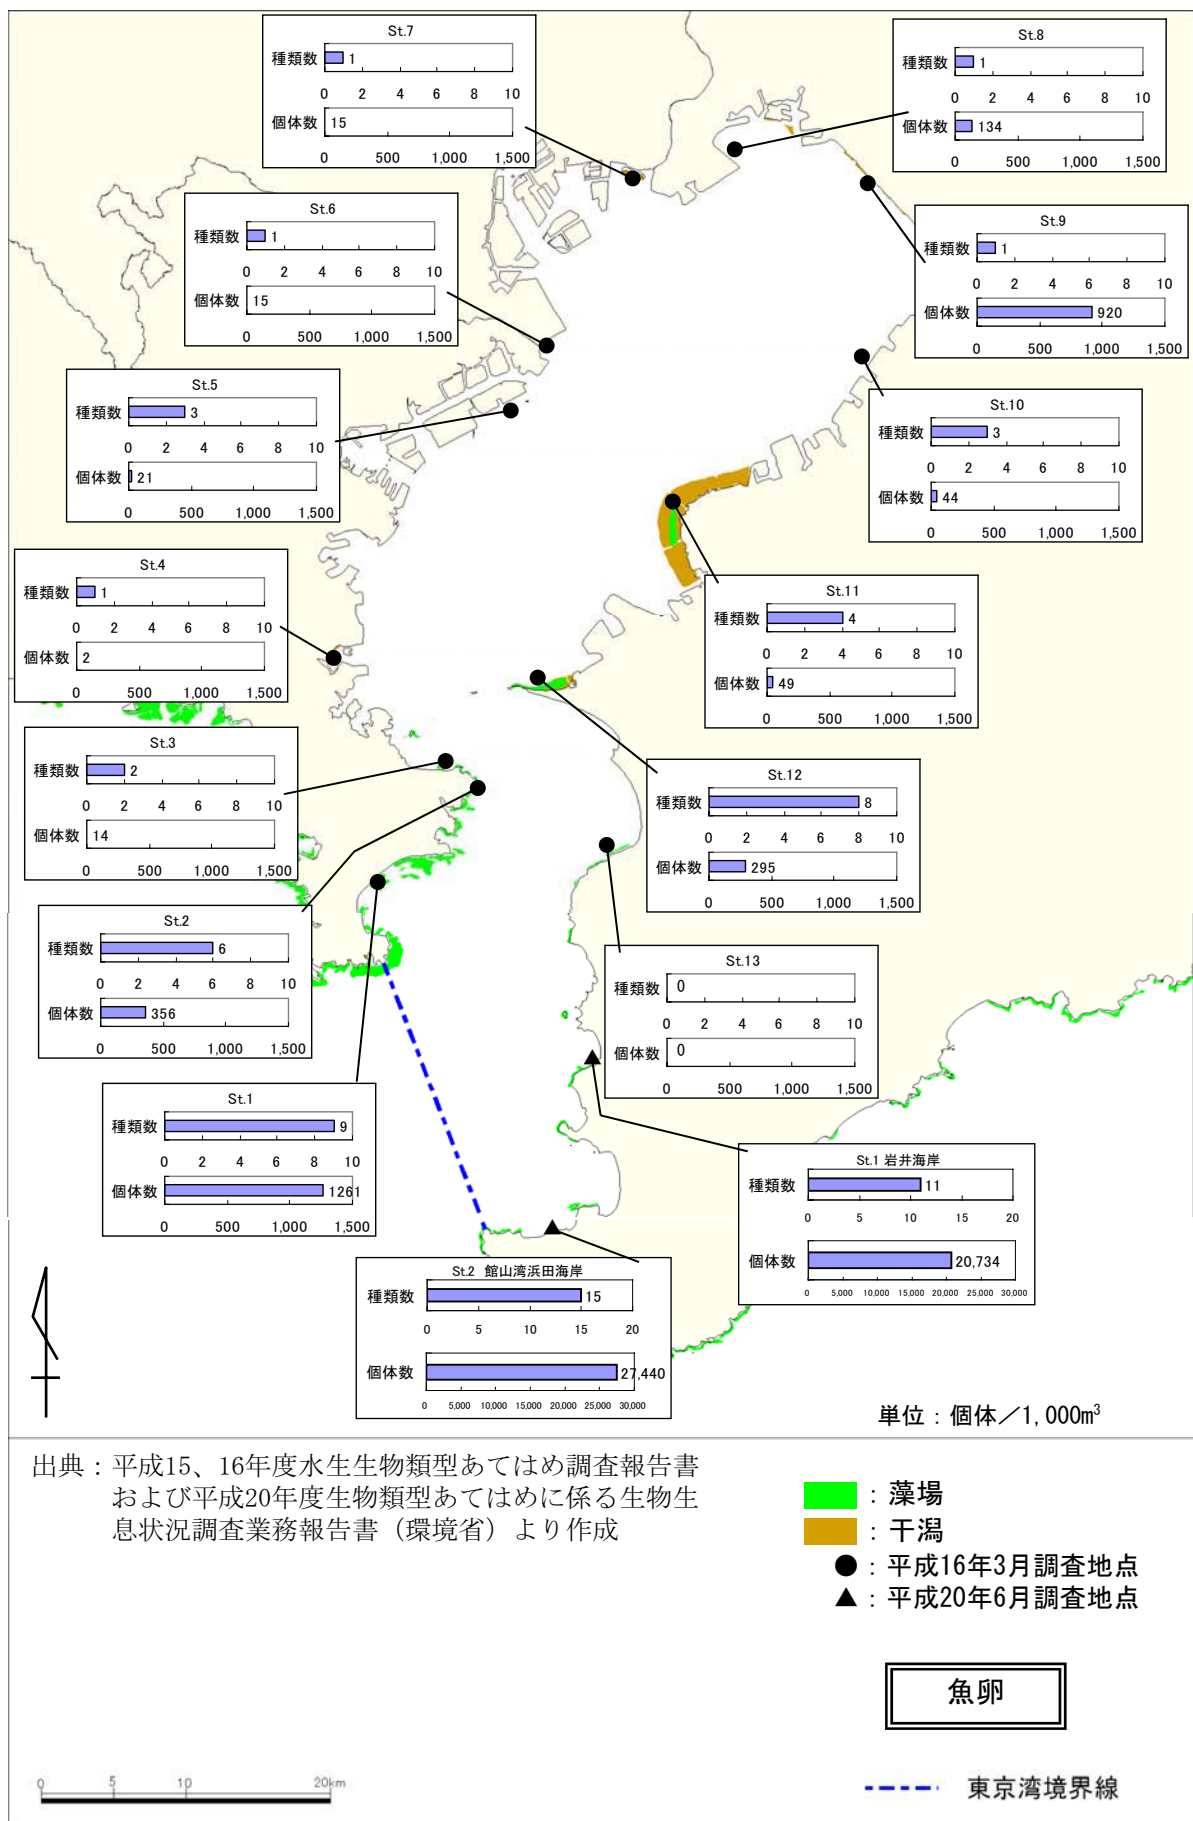 St.7
種類数 1
0 2 4 6 8 10
個体数 15
0 500 1,000 1,500
St.8
種類数 1
0 2 4 6 8 10
個体数 134
0 500 1,000 1,500
St.6
種類数 1
0 2 4 6 8 10
個体数 15
0 500 1,000 1,500
St.9
種類数 1
0 2 4 6 8 10
個体数 920
0 500 1,000 1,500
St.5
種類数 3
0 2 4 6 8 10
個体数 21
0 500 1,000 1,500
St.10
種類数 3
0 2 4 6 8 10
個体数 44
0 500 1,000 1,500
St.4
種類数 1
0 2 4 6 8 10
個体数 2
0 500 1,000 1,500
St.11
種類数 4
0 2 4 6 8 10
個体数 49
0 500 1,000 1,500
St.3
種類数 2
0 2 4 6 8 10
個体数 14
0 500 1,000 1,500
St.12
種類数 8
0 2 4 6 8 10
個体数 295
0 500 1,000 1,500
St.2
種類数 6
0 2 4 6 8 10
個体数 356
0 500 1,000 1,500
St.13
種類数 0
0 2 4 6 8 10
個体数 0
0 500 1,000 1,500
St.1
種類数 9
0 2 4 6 8 10
個体数 1261
0 500 1,000 1,500
St.1 岩井海岸
種類数 11
0 5 10 15 20
個体数 20,734
0 5,000 10,000 15,000 20,000 25,000 30,000
St.2 館山湾浜田海岸
種類数 15
0 5 10 15 20
個体数 27,440
0 5,000 10,000 15,000 20,000 25,000 30,000
単位：個体／1,000m³
出典：平成15、16年度水生生物類型あてはめ調査報告書
および平成20年度生物類型あてはめに係る生物生
息状況調査業務報告書（環境省）より作成
：藻場
：干潟
●：平成16年3月調査地点
▲：平成20年6月調査地点
魚卵
0 5 10 20km
東京湾境界線